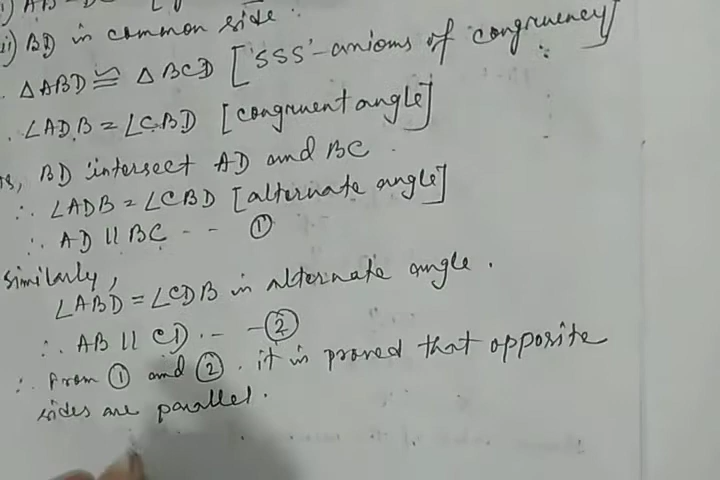 ii) BD is common side.
∴ ΔABD ≅ ΔBCD ['SSS'-anioms of congruency]
∴ ∠ADB = ∠CBD [congruent angle]
BD intersect AD and BC.
∴ ∠ADB = ∠CBD [alternate angle]
∴ AD || BC - - ①
Similarly,
∠ABD = ∠CDB is alternate angle.
∴ AB || CD. - - ②
∴ From ① and ②, it is proved that opposite
sides are parallel.